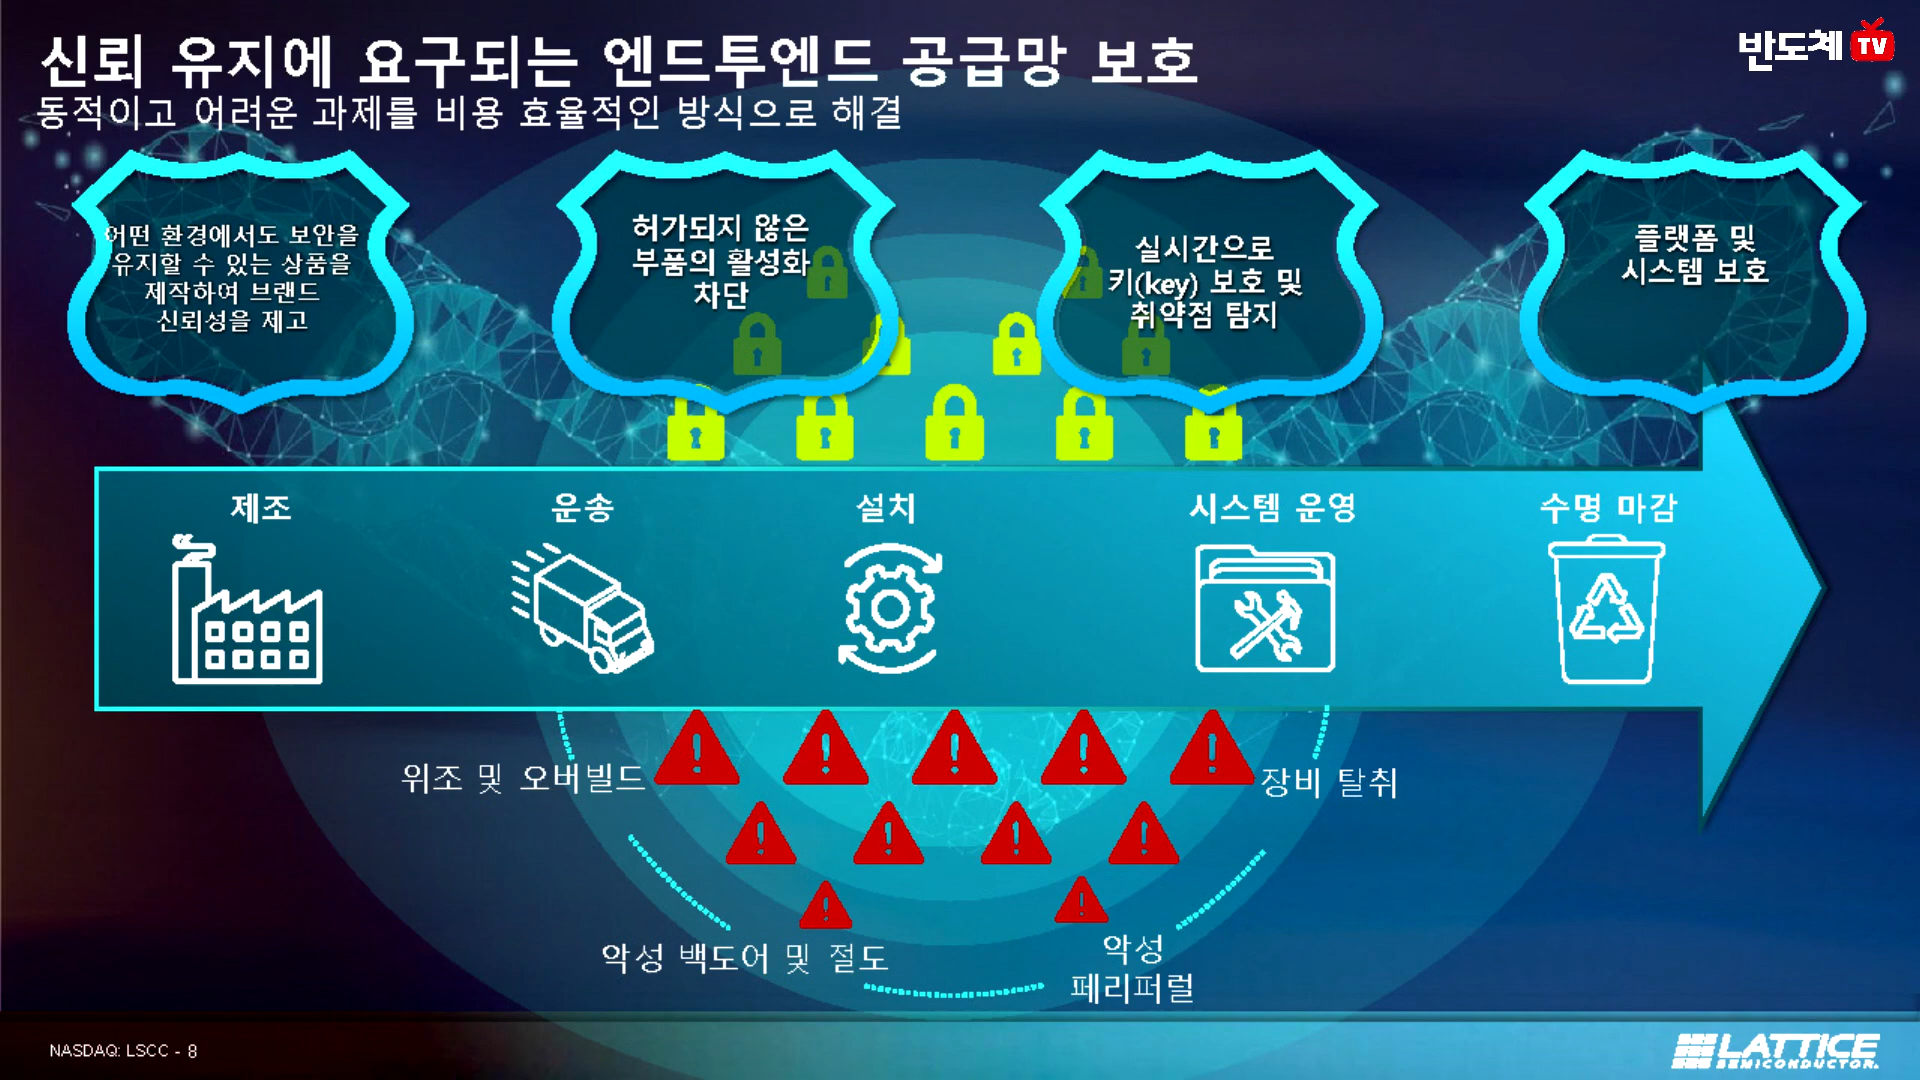 신뢰 유지에 요구되는 엔드투엔드 공급망 보호
반도체 TV
동적이고 어려운 과제를 비용 효율적인 방식으로 해결
어떤 환경에서도 보안을
유지할 수 있는 상품을
제작하여 브랜드
신뢰성을 제고
허가되지 않은
부품의 활성화
차단
실시간으로
키(key) 보호 및
취약점 탐지
플랫폼 및
시스템 보호
제조
운송
설치
시스템 운영
수명 마감
위조 및 오버빌드
장비 탈취
악성 백도어 및 절도
악성
페리퍼럴
NASDAQ: LSCC - 8
LATTICE
SEMICONDUCTOR.